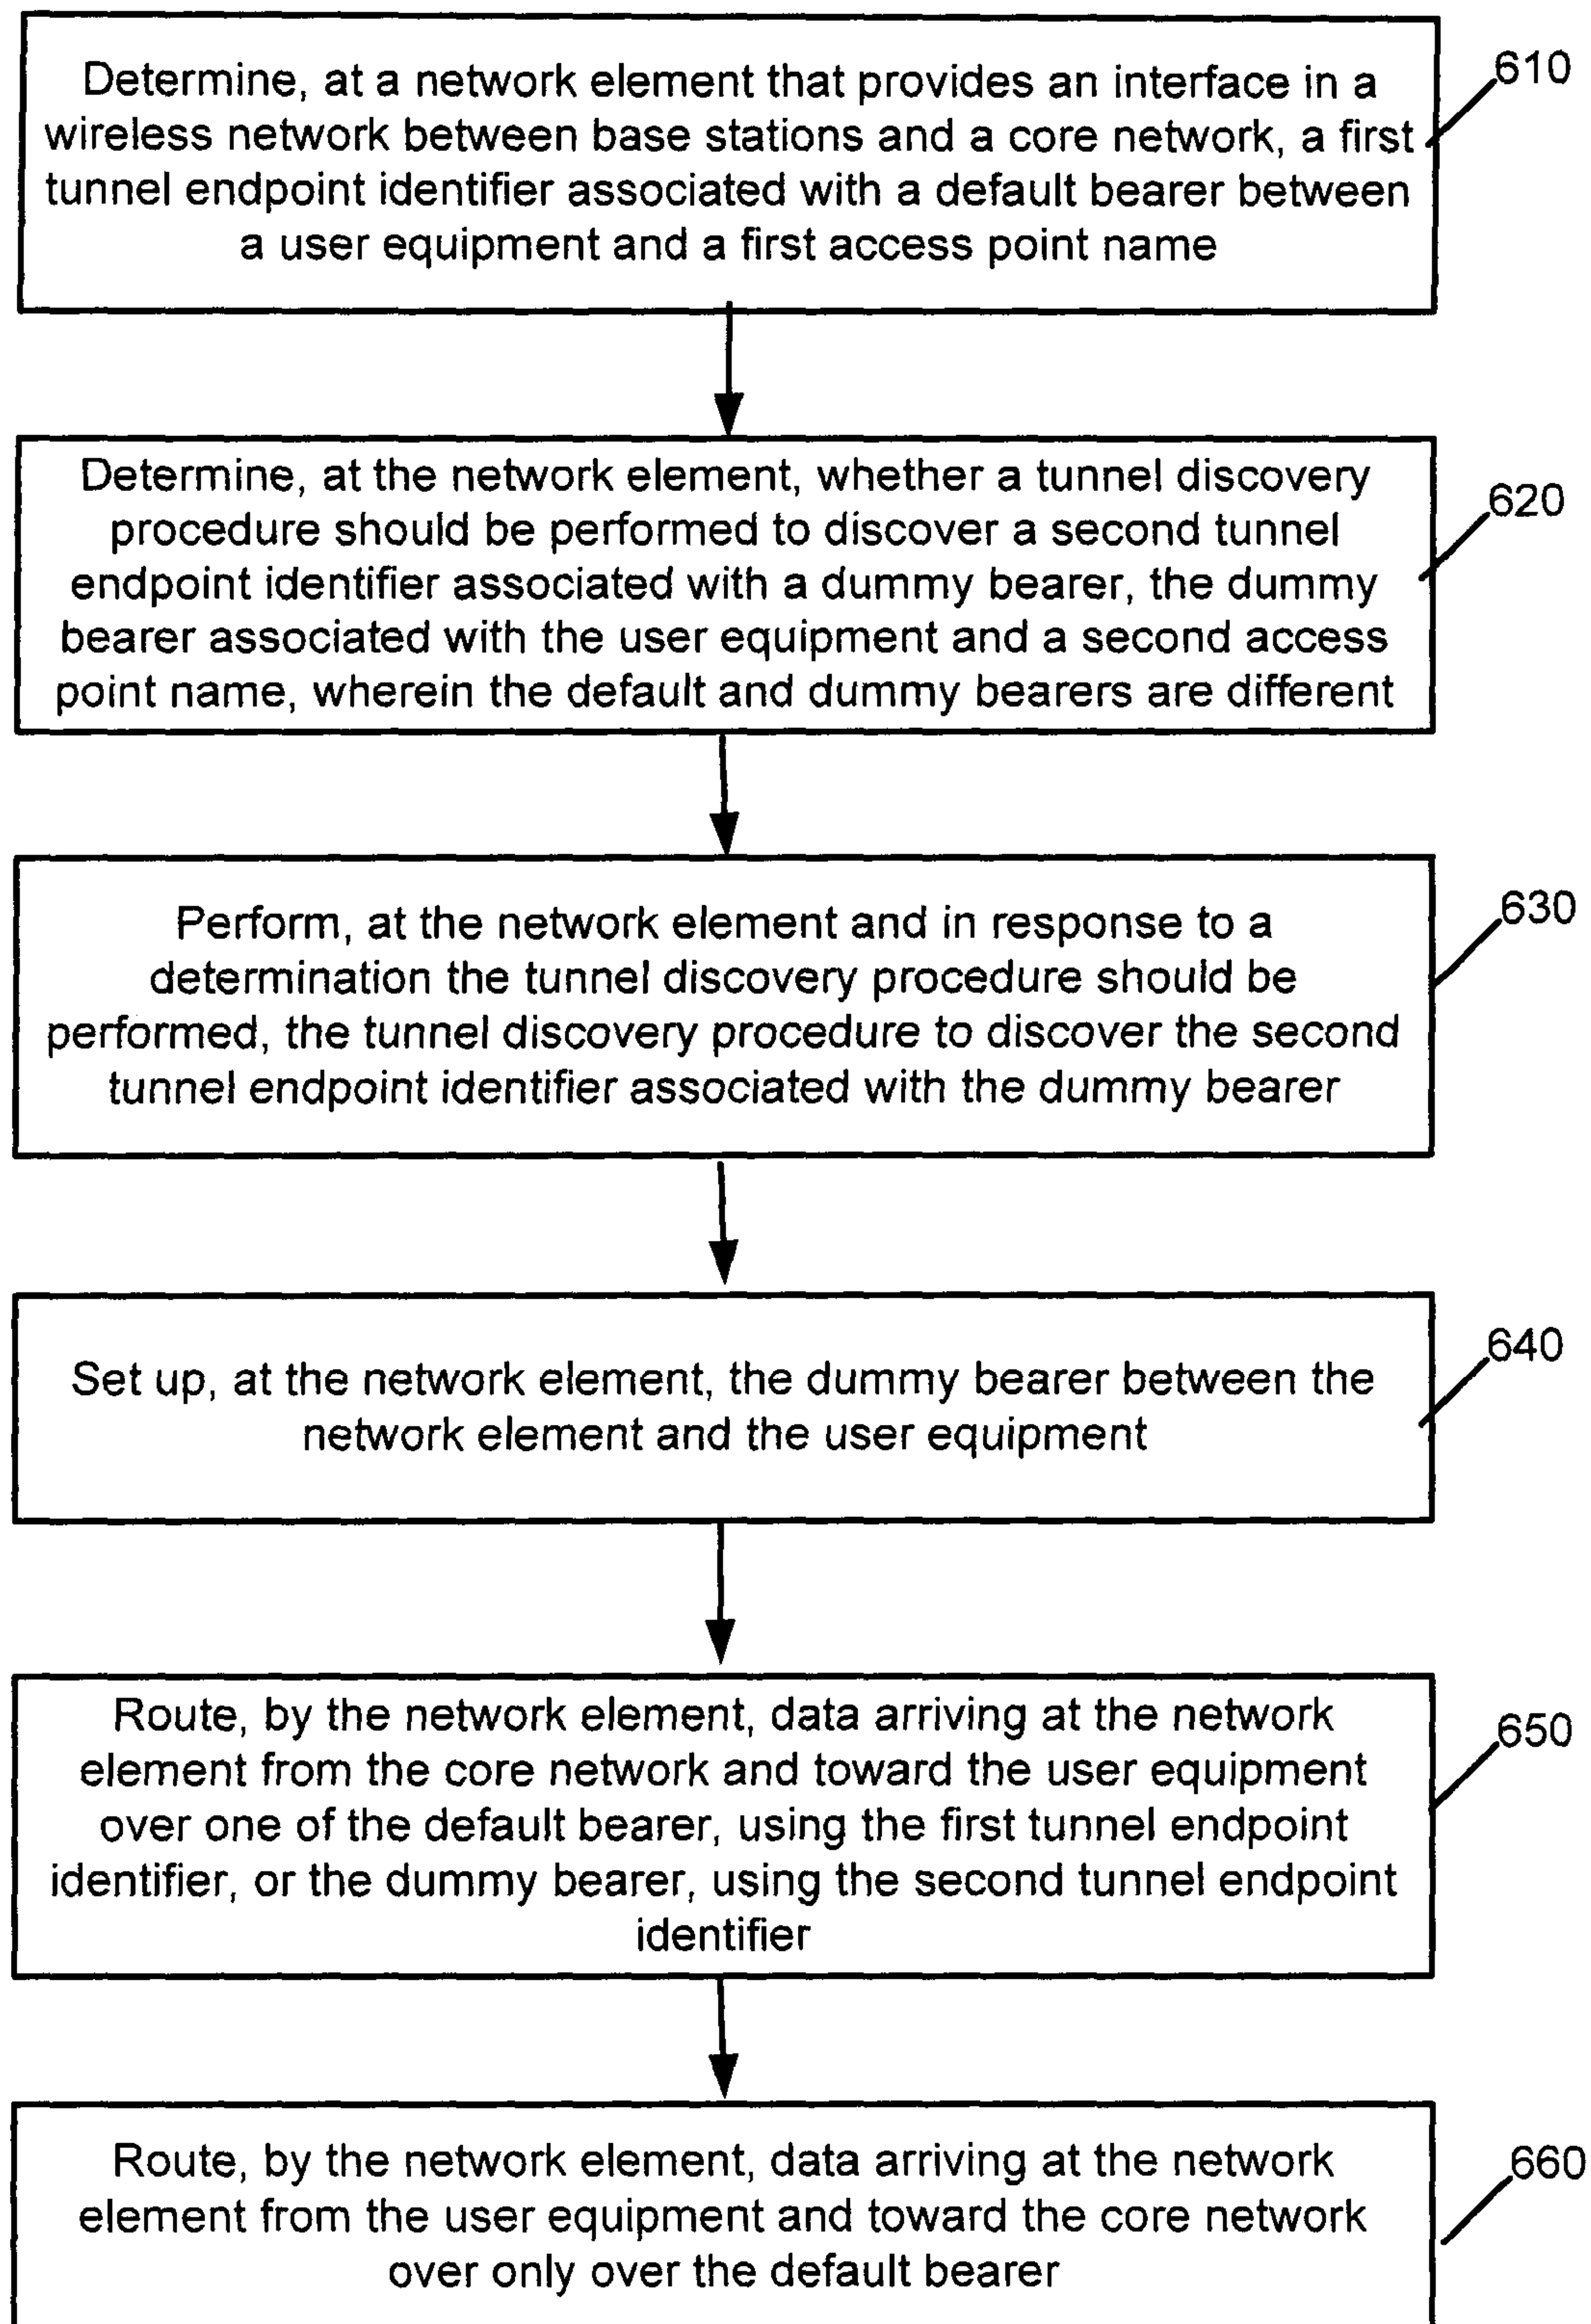 Determine, at a network element that provides an interface in a
wireless network between base stations and a core network, a first
tunnel endpoint identifier associated with a default bearer between
a user equipment and a first access point name
610
Determine, at the network element, whether a tunnel discovery
procedure should be performed to discover a second tunnel
endpoint identifier associated with a dummy bearer, the dummy
bearer associated with the user equipment and a second access
point name, wherein the default and dummy bearers are different
620
Perform, at the network element and in response to a
determination the tunnel discovery procedure should be
performed, the tunnel discovery procedure to discover the second
tunnel endpoint identifier associated with the dummy bearer
630
Set up, at the network element, the dummy bearer between the
network element and the user equipment
640
Route, by the network element, data arriving at the network
element from the core network and toward the user equipment
over one of the default bearer, using the first tunnel endpoint
identifier, or the dummy bearer, using the second tunnel endpoint
identifier
650
Route, by the network element, data arriving at the network
element from the user equipment and toward the core network
over only over the default bearer
660